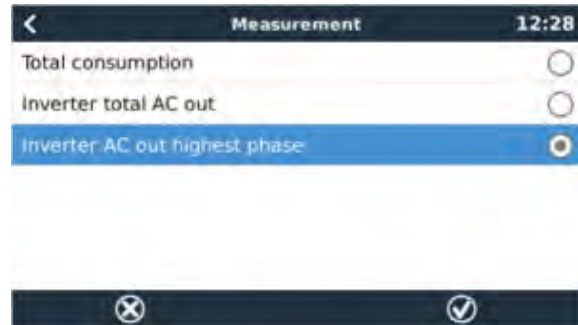 Measurement 12:28
Total consumption
Inverter total AC out
Inverter AC out highest phase